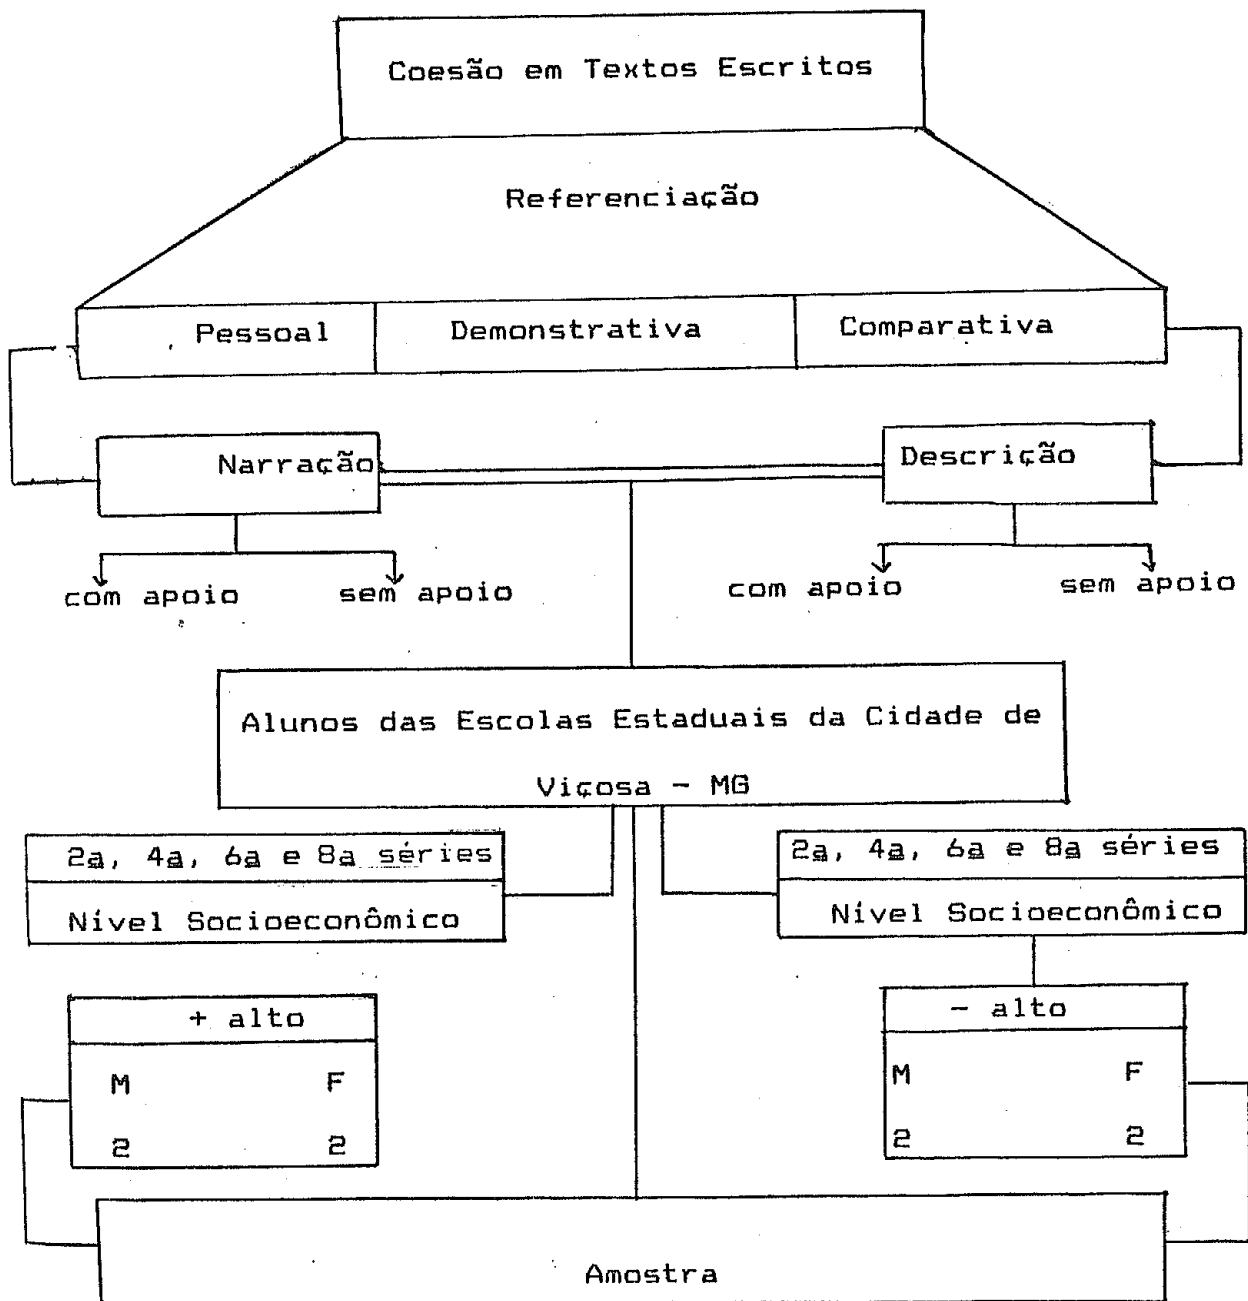 Coesão em Textos Escritos
Referenciação
Pessoal Demonstrativa Comparativa
Narração Descrição
com apoio sem apoio com apoio sem apoio
Alunos das Escolas Estaduais da Cidade de
Viçosa - MG
2a, 4a, 6a e 8a séries 2a, 4a, 6a e 8a séries
Nível Socioeconômico Nível Socioeconômico
+ alto - alto
M F M F
2 2 2 2
Amostra